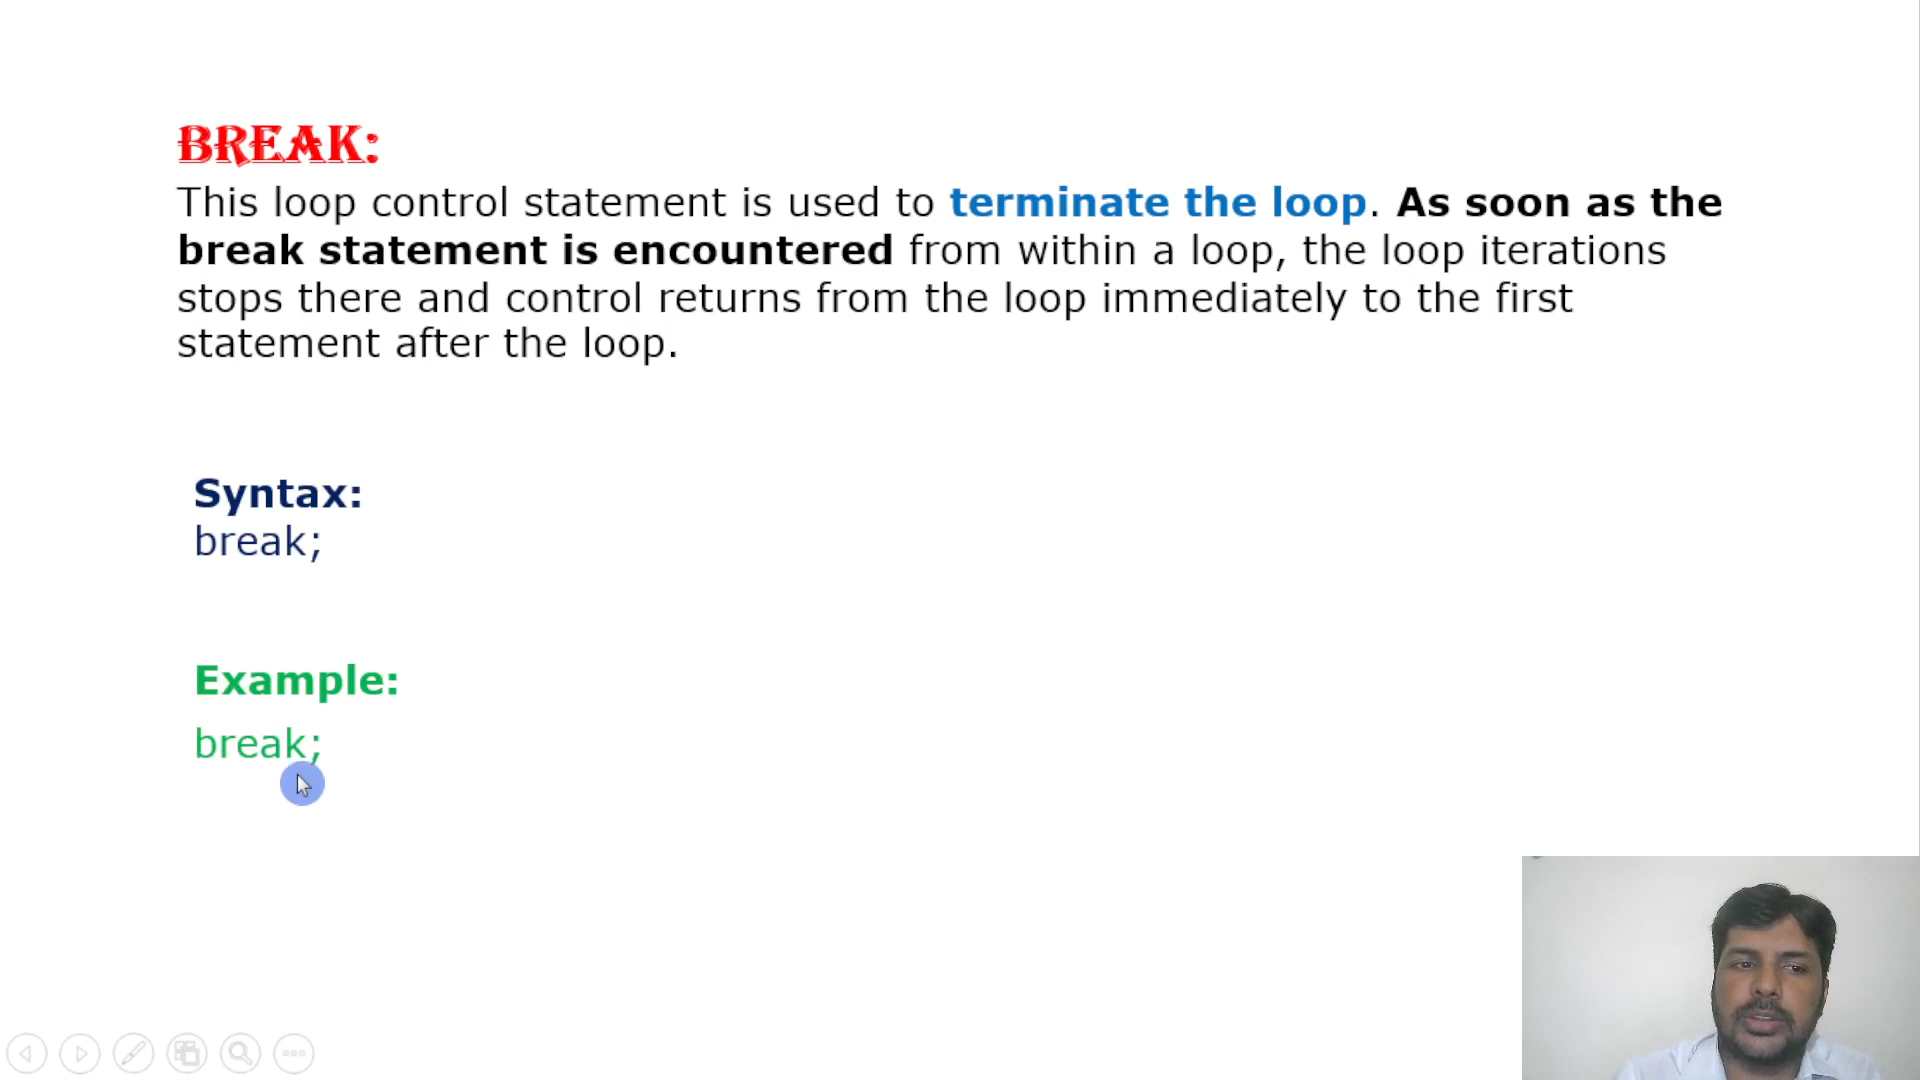 BREAK:
This loop control statement is used to terminate the loop. As soon as the
break statement is encountered from within a loop, the loop iterations
stops there and control returns from the loop immediately to the first
statement after the loop.
Syntax:
break;
Example:
break;